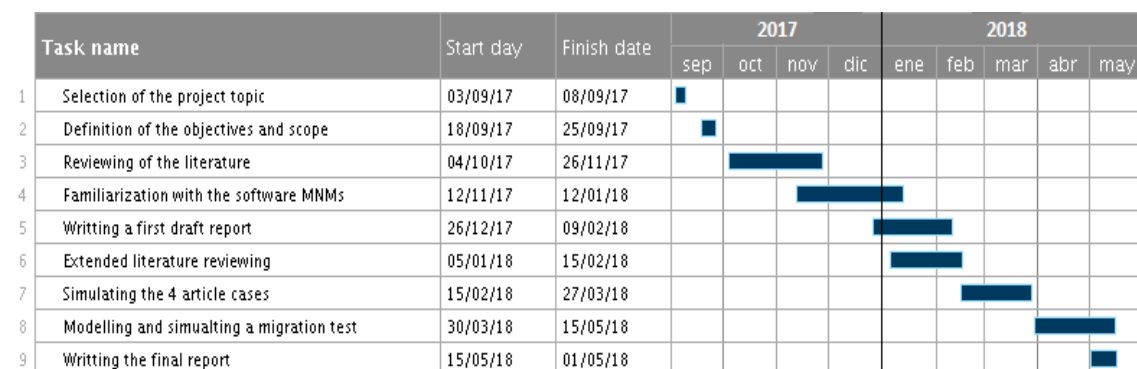 Task name Start day Finish date 2017 2018
sep oct nov dic ene feb mar abr may
1 Selection of the project topic 03/09/17 08/09/17
2 Definition of the objectives and scope 18/09/17 25/09/17
3 Reviewing of the literature 04/10/17 26/11/17
4 Familiarization with the software MNMs 12/11/17 12/01/18
5 Writting a first draft report 26/12/17 09/02/18
6 Extended literature reviewing 05/01/18 15/02/18
7 Simulating the 4 article cases 15/02/18 27/03/18
8 Modelling and simualting a migration test 30/03/18 15/05/18
9 Writting the final report 15/05/18 01/05/18